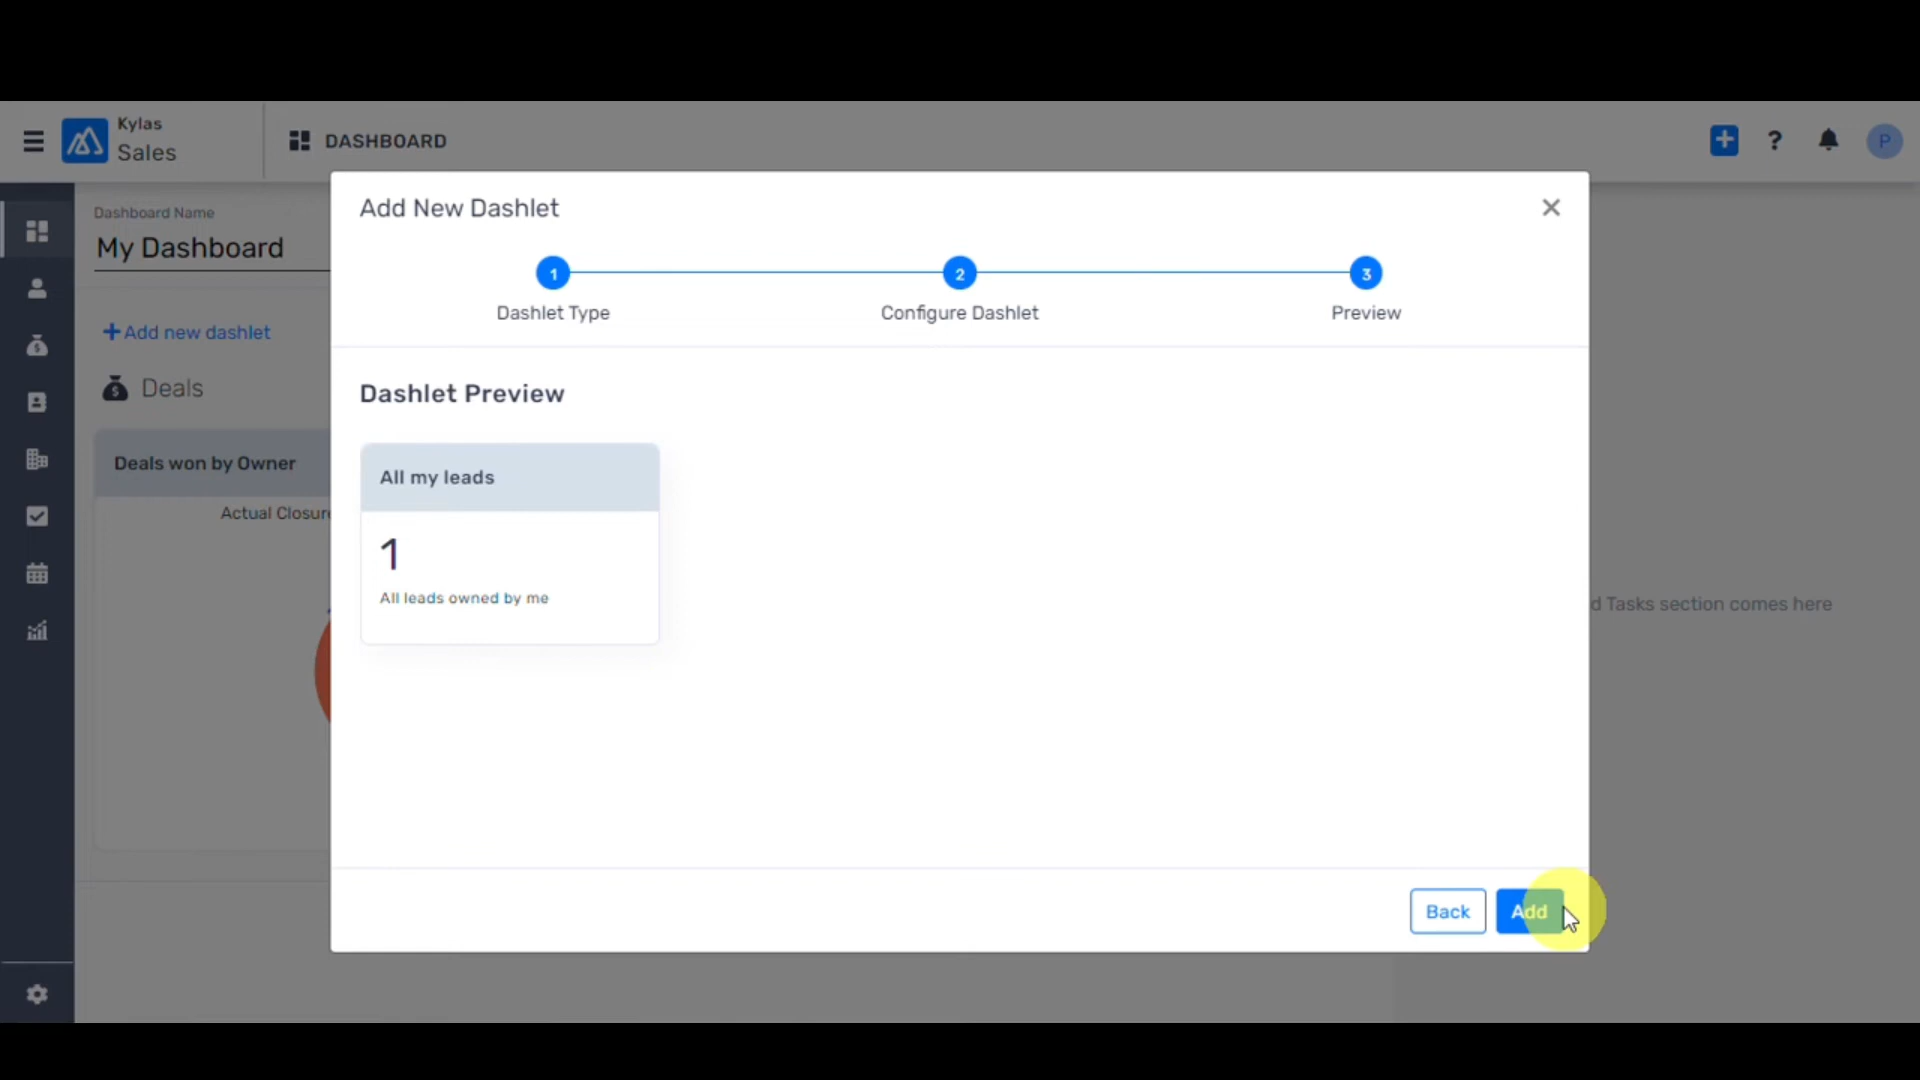 Kylas
Sales
DASHBOARD
?
P
Dashboard Name
My Dashboard
Add new dashlet
Deals
Deals won by Owner
Actual Closure
Add New Dashlet
1
2
3
Dashlet Type
Configure Dashlet
Preview
Dashlet Preview
All my leads
1
All leads owned by me
d Tasks section comes here
Back
Add